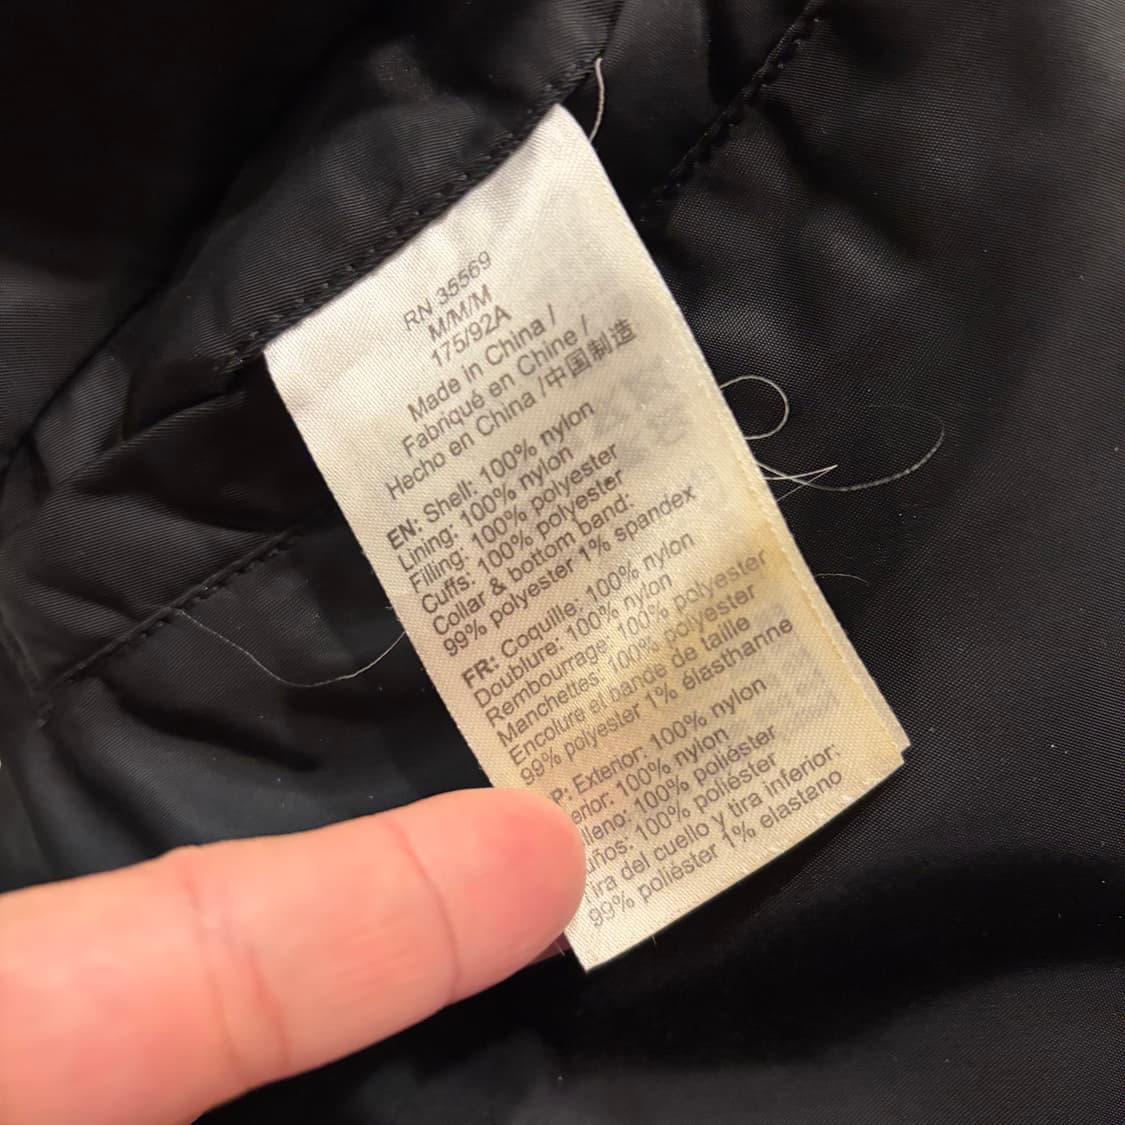 RN 35569
M/M/M
175/92A
Made in China /
Fabriqué en Chine /
Hecho en China /中国制造
EN: Shell: 100% nylon
Lining: 100% nylon
Filling: 100% polyester
Cuffs: 100% polyester
Collar & bottom band:
99% polyester 1% spandex
FR: Coquille: 100% nylon
Doublure: 100% nylon
Rembourrage: 100% polyester
Manchettes: 100% polyester
Encolure et bande de taille
99% polyester 1% élasthanne
P: Exterior: 100% nylon
erior: 100% nylon
lleno: 100% poliéster
uños: 100% poliéster
Tira del cuello y tira inferior:
99% poliéster 1% elastano